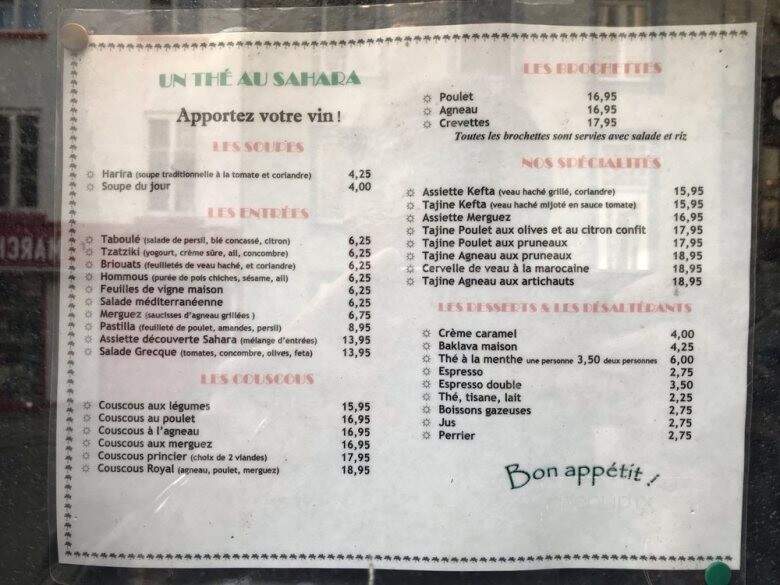 UN THÉ AU SAHARA
Apportez votre vin !
LES SOUPES
Harira (soupe traditionnelle à la tomate et coriandre) 4,25
Soupe du jour 4,00
LES ENTRÉES
Taboulé (salade de persil, blé concassé, citron) 6,25
Tzatziki (yogourt, crème sûre, ail, concombre) 6,25
Briouats (feuilletés de veau haché, et coriandre) 6,25
Hommous (purée de pois chiches, sésame, ail) 6,25
Feuilles de vigne maison 6,25
Salade méditerranéenne 6,25
Merguez (saucisses d'agneau grillées ) 6,75
Pastilla (feuilleté de poulet, amandes, persil) 8,95
Assiette découverte Sahara (mélange d'entrées) 13,95
Salade Grecque (tomates, concombre, olives, feta) 13,95
LES COUSCOUS
Couscous aux légumes 15,95
Couscous au poulet 16,95
Couscous à l'agneau 16,95
Couscous aux merguez 16,95
Couscous princier (choix de 2 viandes) 17,95
Couscous Royal (agneau, poulet, merguez) 18,95
LES BROCHETTES
Poulet 16,95
Agneau 16,95
Crevettes 17,95
Toutes les brochettes sont servies avec salade et riz
NOS SPÉCIALITÉS
Assiette Kefta (veau haché grillé, coriandre) 15,95
Tajine Kefta (veau haché mijoté en sauce tomate) 15,95
Assiette Merguez 16,95
Tajine Poulet aux olives et au citron confit 17,95
Tajine Poulet aux pruneaux 17,95
Tajine Agneau aux pruneaux 18,95
Cervelle de veau à la marocaine 18,95
Tajine Agneau aux artichauts 18,95
LES DESSERTS & LES DÉSALTÉRANTS
Crème caramel 4,00
Baklava maison 4,25
Thé à la menthe une personne 3,50 deux personnes 6,00
Espresso 2,75
Espresso double 3,50
Thé, tisane, lait 2,25
Boissons gazeuses 2,75
Jus 2,75
Perrier 2,75
Bon appétit !